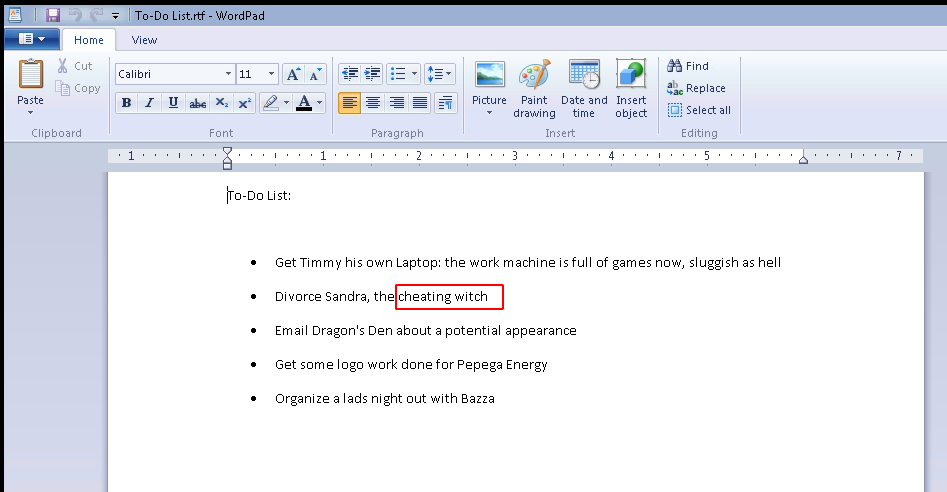 To-Do List.rtf - WordPad
Home View
Paste
Cut
Copy
Clipboard
Calibri 11 A A
B I U abc X₂ X² A
Font
Paragraph
Picture
Paint drawing
Date and time
Insert object
Insert
Find
Replace
Select all
Editing
1 1 2 3 4 5 7
To-Do List:
• Get Timmy his own Laptop: the work machine is full of games now, sluggish as hell
• Divorce Sandra, the cheating witch
• Email Dragon's Den about a potential appearance
• Get some logo work done for Pepega Energy
• Organize a lads night out with Bazza